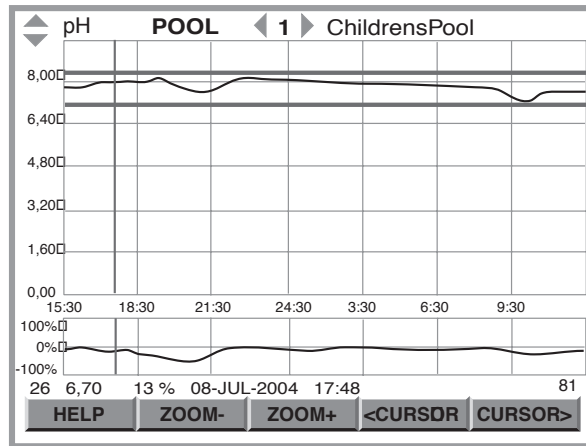 pH POOL 1 ChildrensPool
8,00
6,40
4,80
3,20
1,60
0,00
15:30 18:30 21:30 24:30 3:30 6:30 9:30
100%
0%
-100%
26 6,70 13 % 08-JUL-2004 17:48 81
HELP ZOOM- ZOOM+ <CURSOR CURSOR>